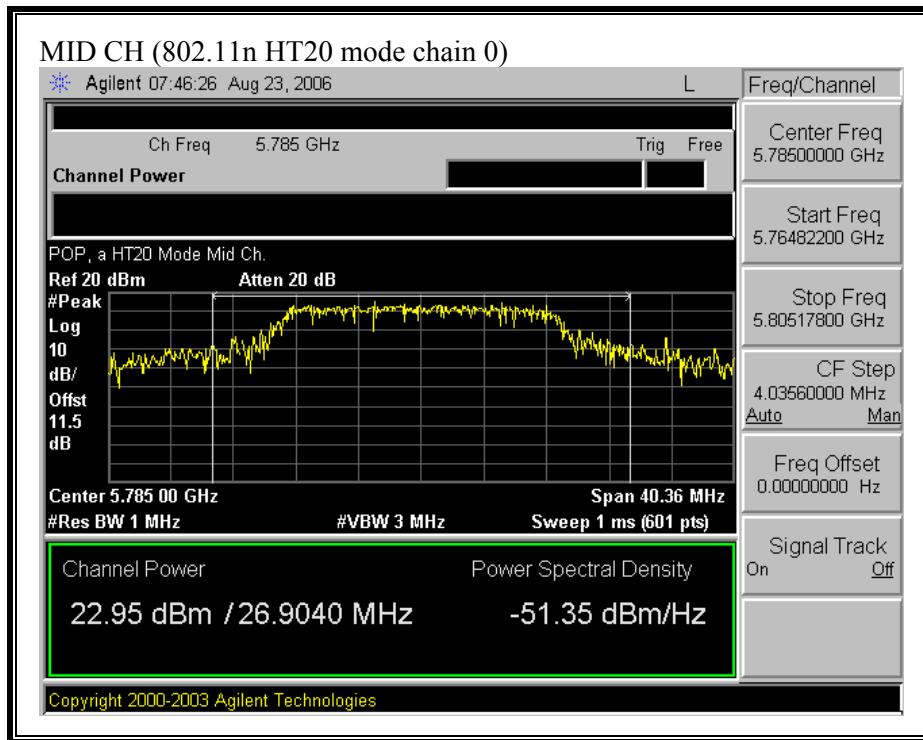 MID CH (802.11n HT20 mode chain 0)
Agilent 07:46:26 Aug 23, 2006 L
Freq/Channel
Ch Freq 5.785 GHz Trig Free
Channel Power
Center Freq
5.78500000 GHz
Start Freq
5.76482200 GHz
Stop Freq
5.80517800 GHz
CF Step
4.03560000 MHz
Auto Man
Freq Offset
0.00000000 Hz
Signal Track
On Off
POP, a HT20 Mode Mid Ch.
Ref 20 dBm Atten 20 dB
#Peak
Log
10
dB/
Offst
11.5
dB
Center 5.785 00 GHz Span 40.36 MHz
#Res BW 1 MHz #VBW 3 MHz Sweep 1 ms (601 pts)
Channel Power Power Spectral Density
22.95 dBm / 26.9040 MHz -51.35 dBm/Hz
Copyright 2000-2003 Agilent Technologies